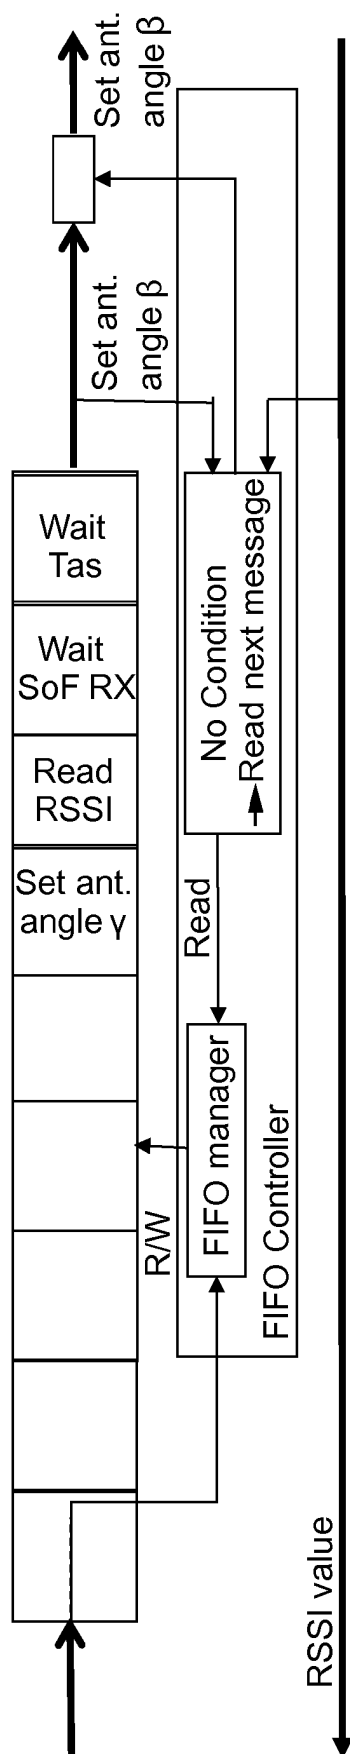 Set ant.
angle β
Set ant.
angle β
Wait
Tas
Wait
SoF RX
Read
RSSI
Set ant.
angle γ
No Condition
Read next message
Read
FIFO manager
R/W
FIFO Controller
RSSI value